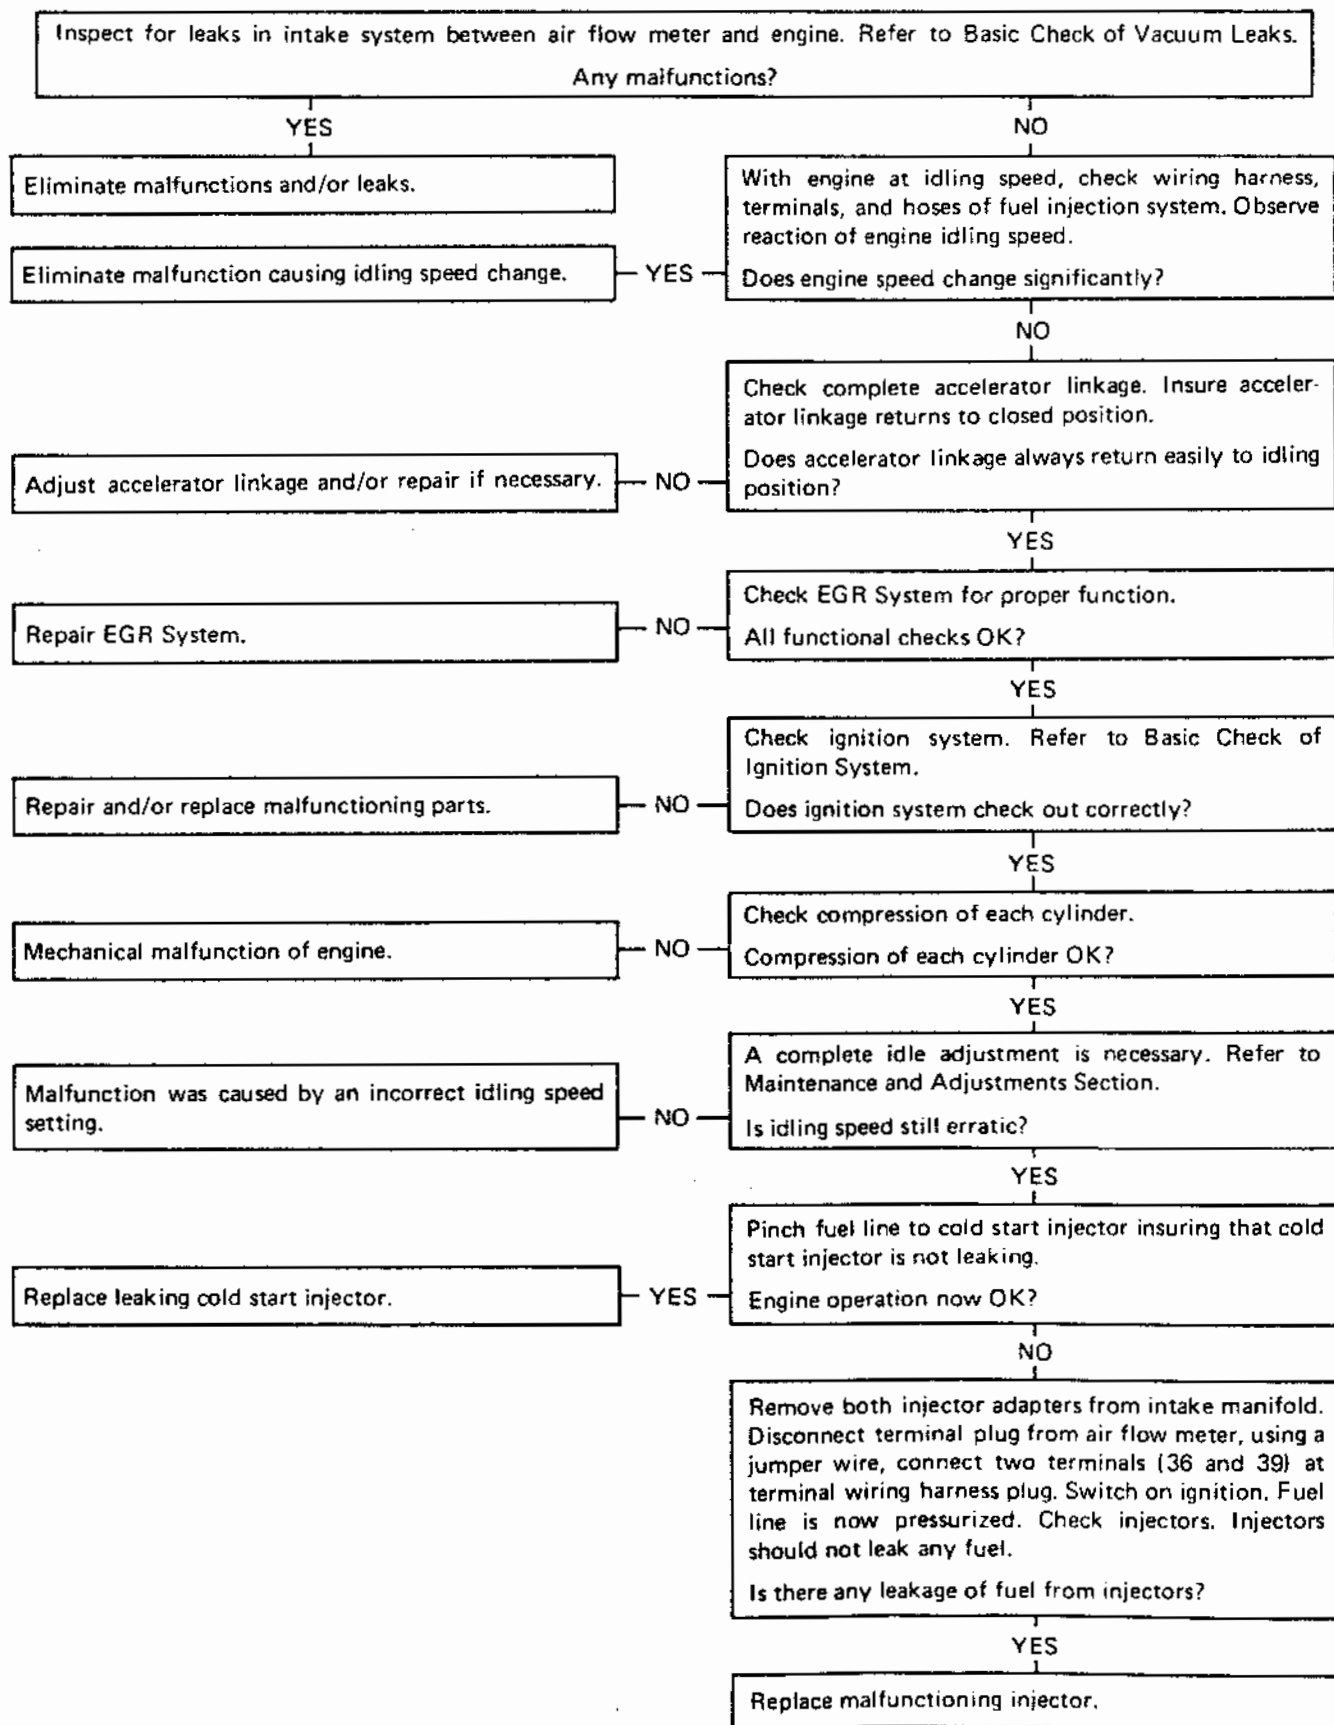 Inspect for leaks in intake system between air flow meter and engine. Refer to Basic Check of Vacuum Leaks.
Any malfunctions?
YES
NO
Eliminate malfunctions and/or leaks.
With engine at idling speed, check wiring harness,
terminals, and hoses of fuel injection system. Observe
reaction of engine idling speed.
Does engine speed change significantly?
YES
Eliminate malfunction causing idling speed change.
NO
Check complete accelerator linkage. Insure acceler-
ator linkage returns to closed position.
Does accelerator linkage always return easily to idling
position?
NO
Adjust accelerator linkage and/or repair if necessary.
YES
Check EGR System for proper function.
All functional checks OK?
NO
Repair EGR System.
YES
Check ignition system. Refer to Basic Check of
Ignition System.
Does ignition system check out correctly?
NO
Repair and/or replace malfunctioning parts.
YES
Check compression of each cylinder.
Compression of each cylinder OK?
NO
Mechanical malfunction of engine.
YES
A complete idle adjustment is necessary. Refer to
Maintenance and Adjustments Section.
Is idling speed still erratic?
NO
Malfunction was caused by an incorrect idling speed
setting.
YES
Pinch fuel line to cold start injector insuring that cold
start injector is not leaking.
Engine operation now OK?
YES
Replace leaking cold start injector.
NO
Remove both injector adapters from intake manifold.
Disconnect terminal plug from air flow meter, using a
jumper wire, connect two terminals (36 and 39) at
terminal wiring harness plug. Switch on ignition. Fuel
line is now pressurized. Check injectors. Injectors
should not leak any fuel.
Is there any leakage of fuel from injectors?
YES
Replace malfunctioning injector.